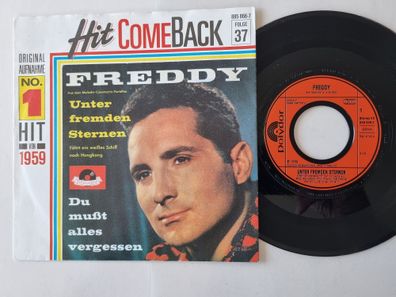 Hit COMEBACK
885 866-7
FOLGE
37
ORIGINAL
AUFNAHME
NO.
1
HIT
VON
1959
FREDDY
Unter
fremden
Sternen
Fährt ein weißes Schiff
nach Hongkong
Polydor
Du
mußt
alles
vergessen
Polydor
FREDDY
UNTER FREMDEN STERNEN